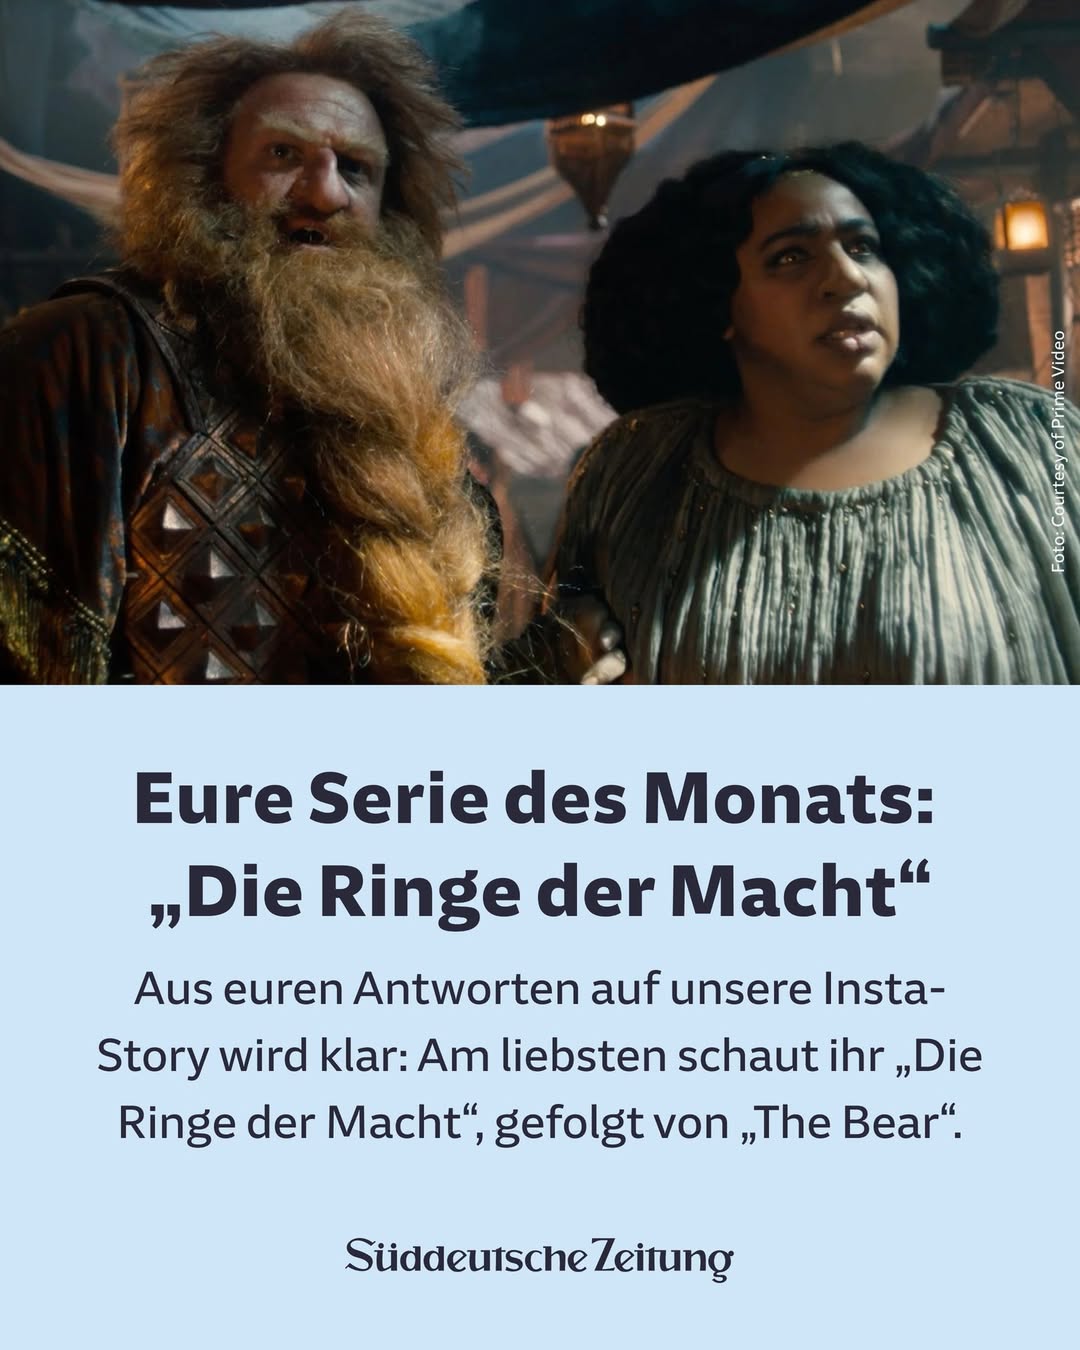 Foto: Courtesy of Prime Video
Eure Serie des Monats:
„Die Ringe der Macht“
Aus euren Antworten auf unsere Insta-
Story wird klar: Am liebsten schaut ihr „Die
Ringe der Macht“, gefolgt von „The Bear“.
Süddeutsche Zeitung